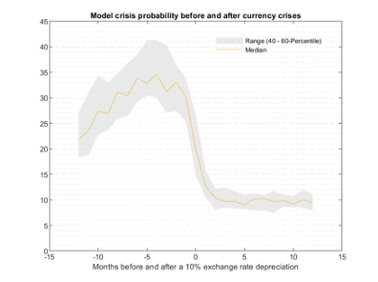 Model crisis probability before and after currency crises
45
40
35
30
25
20
15
10
5
0
Range (40 - 60-Percentile)
Median
-15 -10 -5 0 5 10 15
Months before and after a 10% exchange rate depreciation